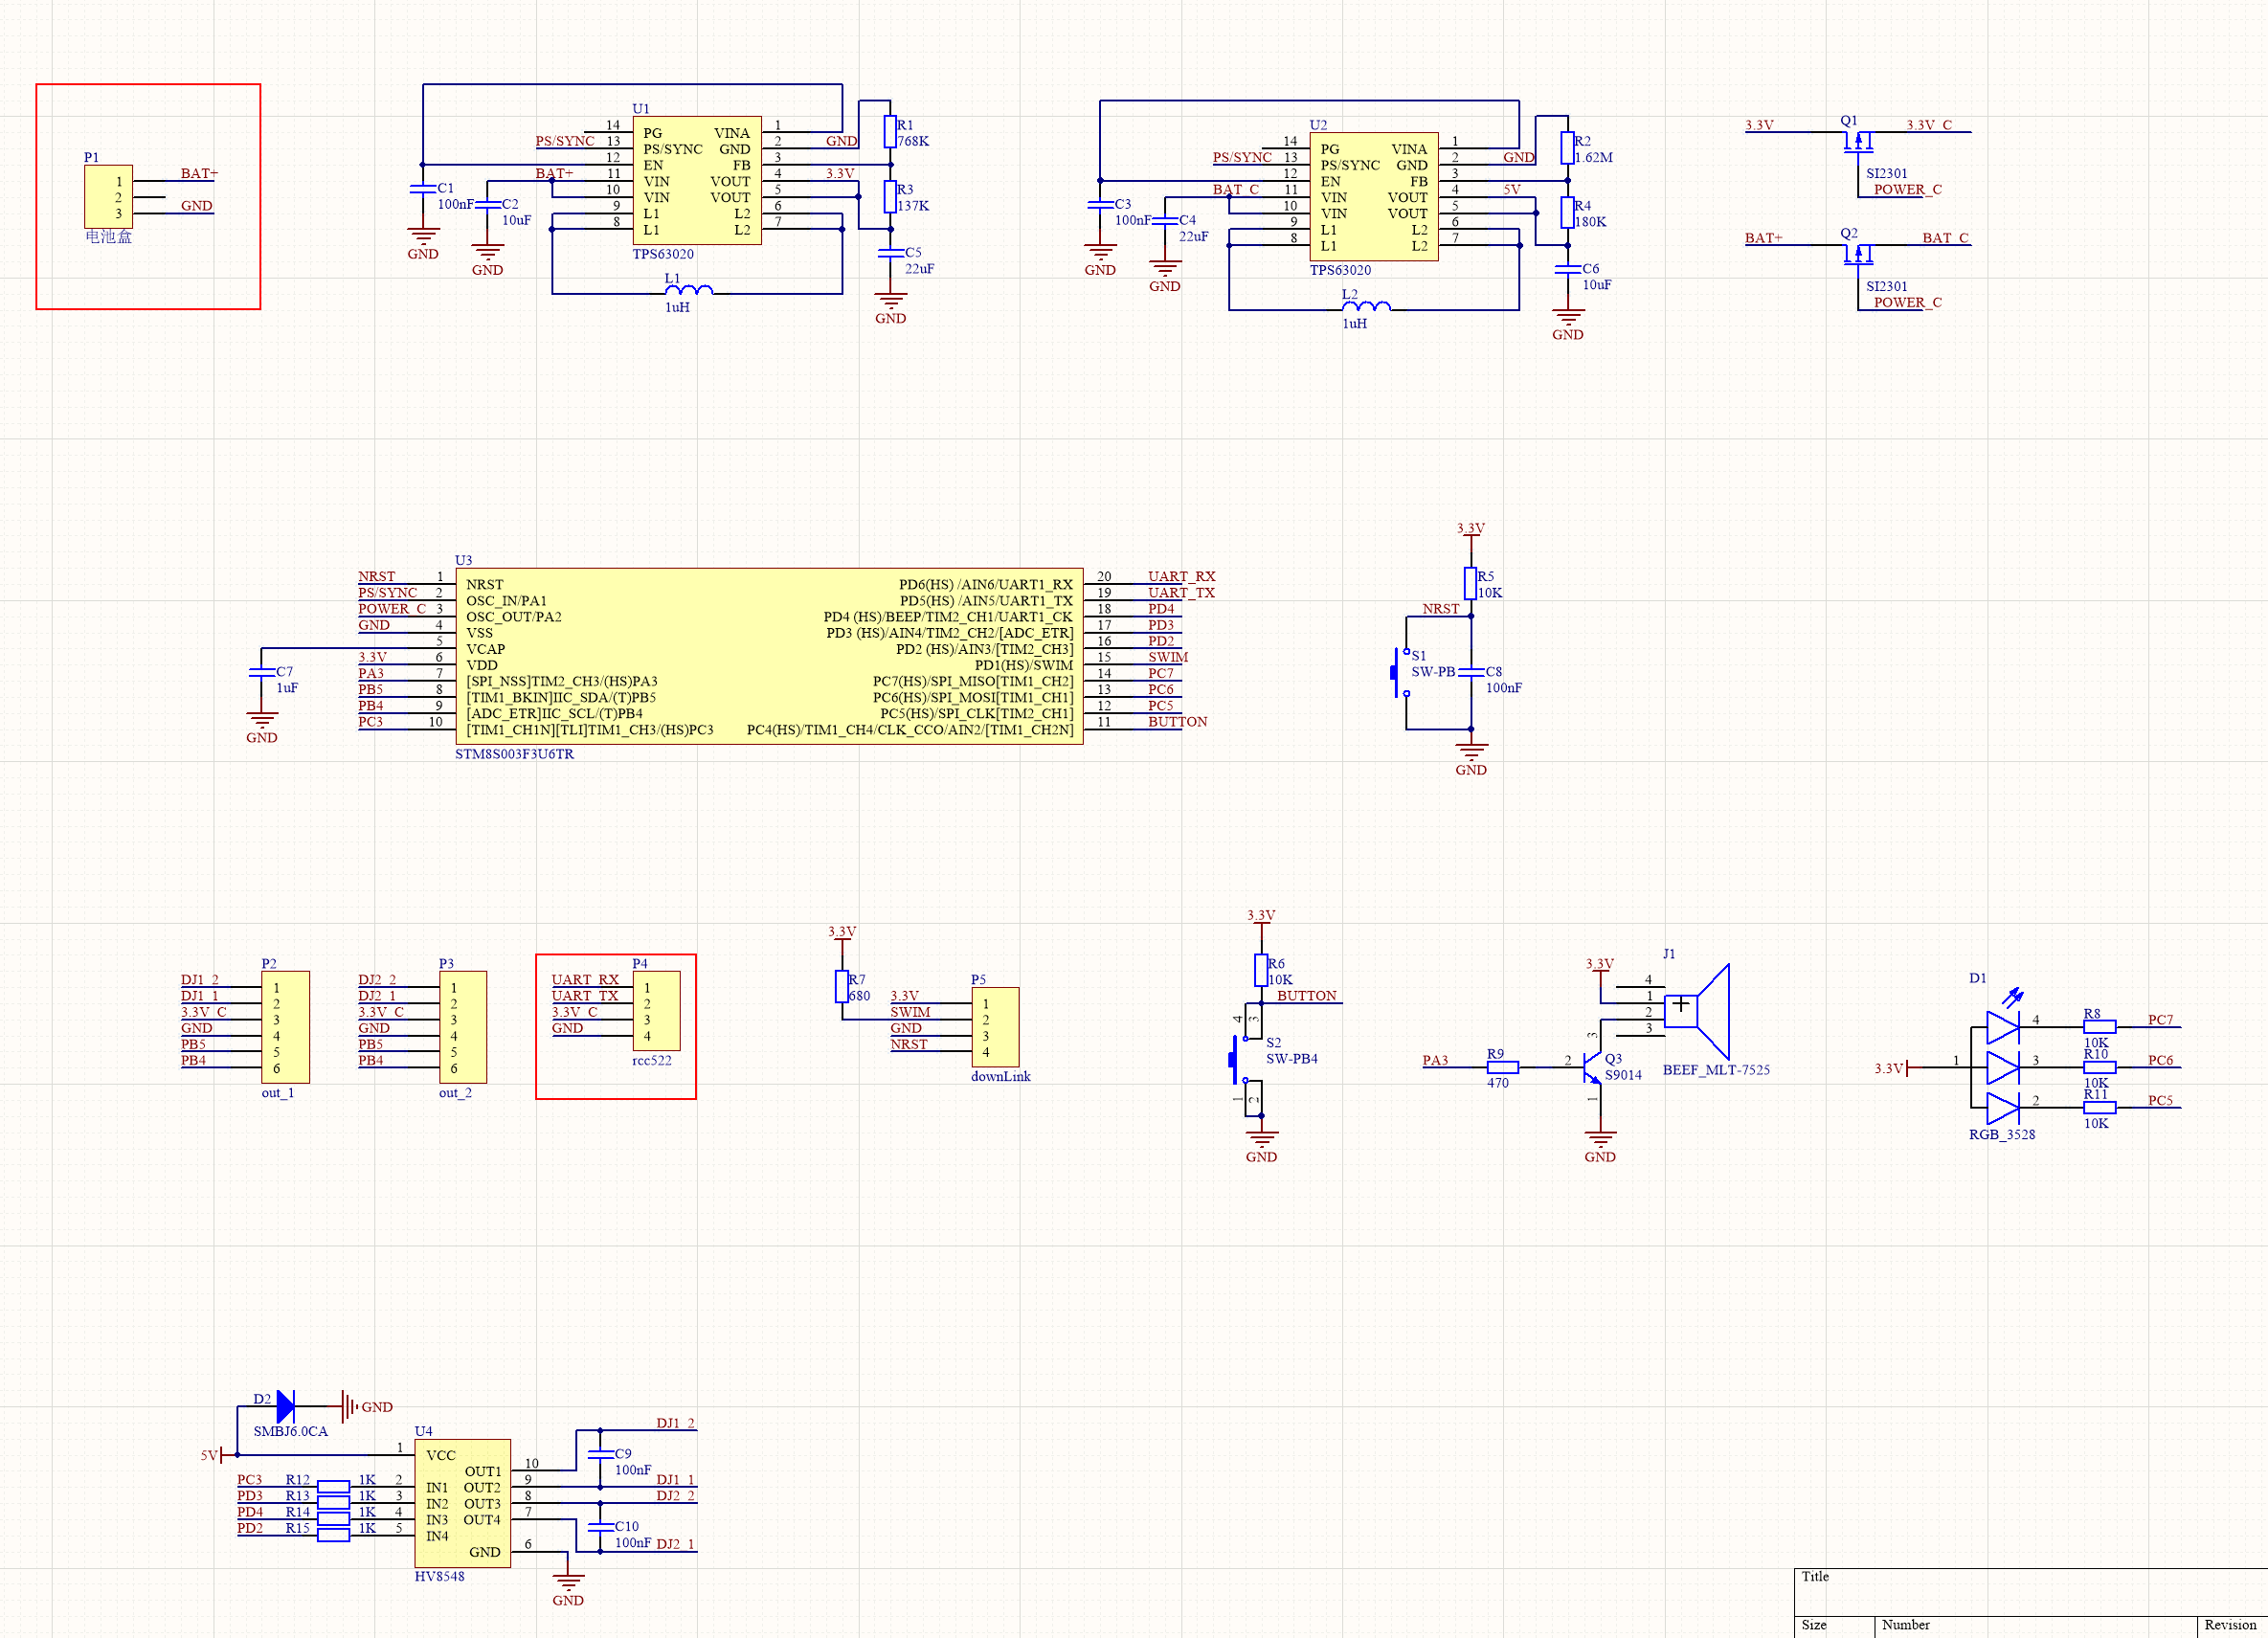 P1
1 BAT+
2
3 GND
电池盒
U1
14 PG VINA 1
PS/SYNC 13 PS/SYNC GND 2 GND
12 EN FB 3
BAT+ 11 VIN VOUT 4 3.3V
10 VIN VOUT 5
9 L1 L2 6
8 L1 L2 7
TPS63020
C1
100nF
GND
C2
10uF
GND
L1
1uH
R1
768K
R3
137K
C5
22uF
GND
U2
14 PG VINA 1
PS/SYNC 13 PS/SYNC GND 2 GND
12 EN FB 3
BAT_C 11 VIN VOUT 4 5V
10 VIN VOUT 5
9 L1 L2 6
8 L1 L2 7
TPS63020
C3
100nF
GND
C4
22uF
GND
L2
1uH
R2
1.62M
R4
180K
C6
10uF
GND
Q1
3.3V 3.3V_C
SI2301
POWER_C
Q2
BAT+ BAT_C
SI2301
POWER_C
U3
NRST 1 NRST PD6(HS) /AIN6/UART1_RX 20 UART_RX
PS/SYNC 2 OSC_IN/PA1 PD5(HS) /AIN5/UART1_TX 19 UART_TX
POWER_C 3 OSC_OUT/PA2 PD4 (HS)/BEEP/TIM2_CH1/UART1_CK 18 PD4
GND 4 VSS PD3 (HS)/AIN4/TIM2_CH2/[ADC_ETR] 17 PD3
5 VCAP PD2 (HS)/AIN3/[TIM2_CH3] 16 PD2
3.3V 6 VDD PD1(HS)/SWIM 15 SWIM
PA3 7 [SPI_NSS]TIM2_CH3/(HS)PA3 PC7(HS)/SPI_MISO[TIM1_CH2] 14 PC7
PB5 8 [TIM1_BKIN]IIC_SDA/(T)PB5 PC6(HS)/SPI_MOSI[TIM1_CH1] 13 PC6
PB4 9 [ADC_ETR]IIC_SCL/(T)PB4 PC5(HS)/SPI_CLK[TIM2_CH1] 12 PC5
PC3 10 [TIM1_CH1N][TLI]TIM1_CH3/(HS)PC3 PC4(HS)/TIM1_CH4/CLK_CCO/AIN2/[TIM1_CH2N] 11 BUTTON
STM8S003F3U6TR
C7
1uF
GND
3.3V
R5
10K
NRST
S1
SW-PB
C8
100nF
GND
P2
DJ1_2 1
DJ1_1 2
3.3V_C 3
GND 4
PB5 5
PB4 6
out_1
P3
DJ2_2 1
DJ2_1 2
3.3V_C 3
GND 4
PB5 5
PB4 6
out_2
P4
UART_RX 1
UART_TX 2
3.3V_C 3
GND 4
rcc522
3.3V
R7
680
P5
3.3V 1
SWIM 2
GND 3
NRST 4
downLink
3.3V
R6
10K
BUTTON
4 3
S2
SW-PB4
1 2
GND
J1
3.3V
4
1
2
3
BEEF_MLT-7525
PA3 R9
470
2 3 1
Q3
S9014
GND
D1
3.3V 1
4 R8 PC7
10K
3 R10 PC6
10K
2 R11 PC5
10K
RGB_3528
D2
GND
SMBJ6.0CA
U4
5V 1 VCC
PC3 R12 1K 2 IN1
PD3 R13 1K 3 IN2
PD4 R14 1K 4 IN3
PD2 R15 1K 5 IN4
OUT1 10 DJ1_2
OUT2 9 DJ1_1
OUT3 8 DJ2_2
OUT4 7 DJ2_1
GND 6
HV8548
C9
100nF
C10
100nF
GND
Title
Size Number Revision